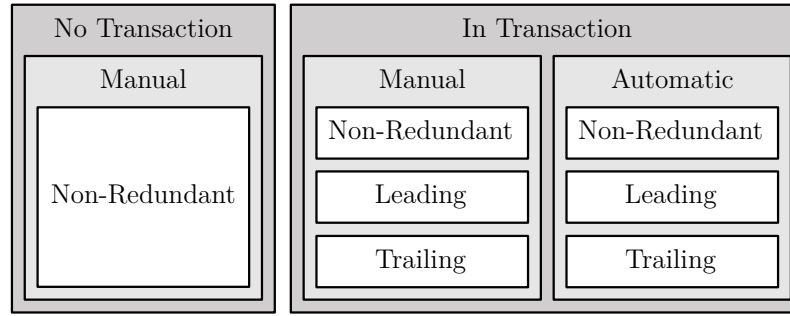 No Transaction
Manual
Non-Redundant
In Transaction
Manual
Non-Redundant
Leading
Trailing
Automatic
Non-Redundant
Leading
Trailing